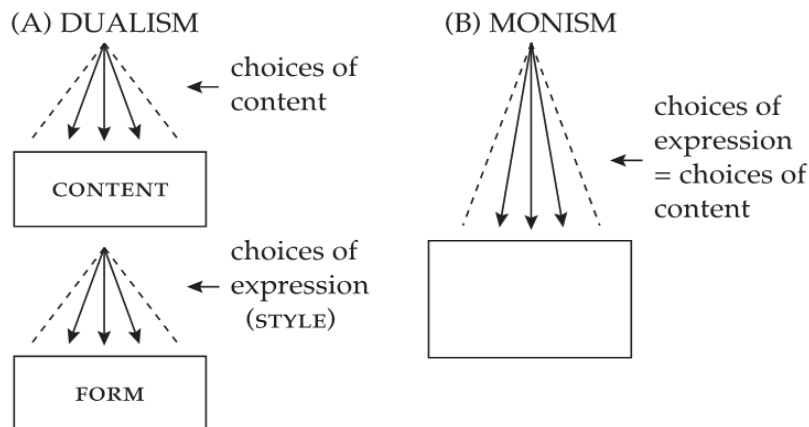 (A) DUALISM
choices of
content
CONTENT
choices of
expression
(STYLE)
FORM
(B) MONISM
choices of
expression
= choices of
content